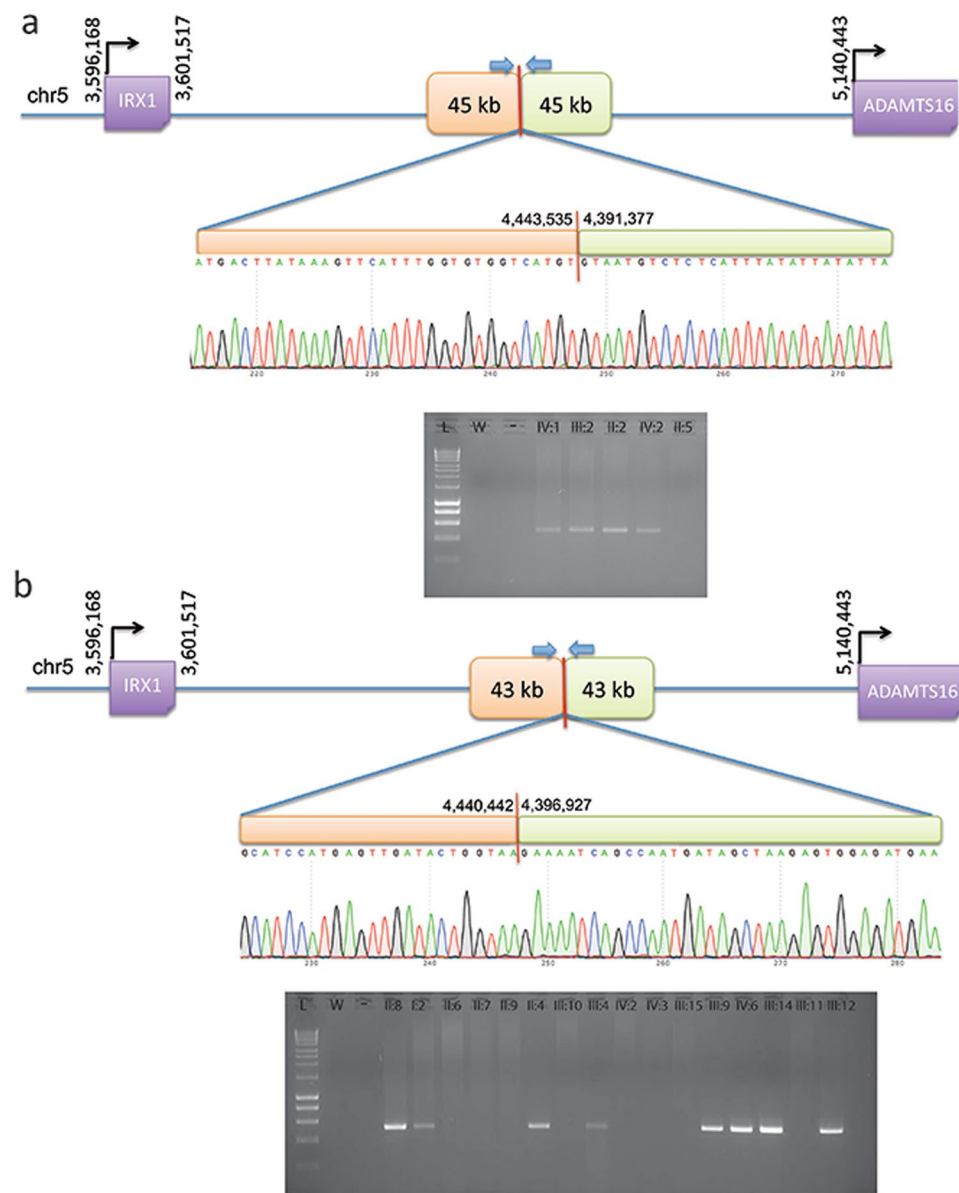 a
3,596,168
3,601,517
5,140,443
chr5
IRX1
45 kb
45 kb
ADAMTS16
4,443,535
4,391,377
ATGACTTATAAAGTTCATTTGGTGTGGTCATGTGTAATGTCTCTCATTTATATTATATTA
220 230 240 250 260 270
L W - IV:1 III:2 II:2 IV:2 II:5
b
3,596,168
3,601,517
5,140,443
chr5
IRX1
43 kb
43 kb
ADAMTS16
4,440,442
4,396,927
GCATCCATGAGTTGATACTGGTAAGAAAATCAGCCAATGATAGCTAAGAGTGGAGATGAA
230 240 250 260 270 280
L W - II:8 I:2 II:6 II:7 II:9 II:4 III:10 III:4 IV:2 IV:3 III:15 III:9 IV:6 III:14 III:11 III:12